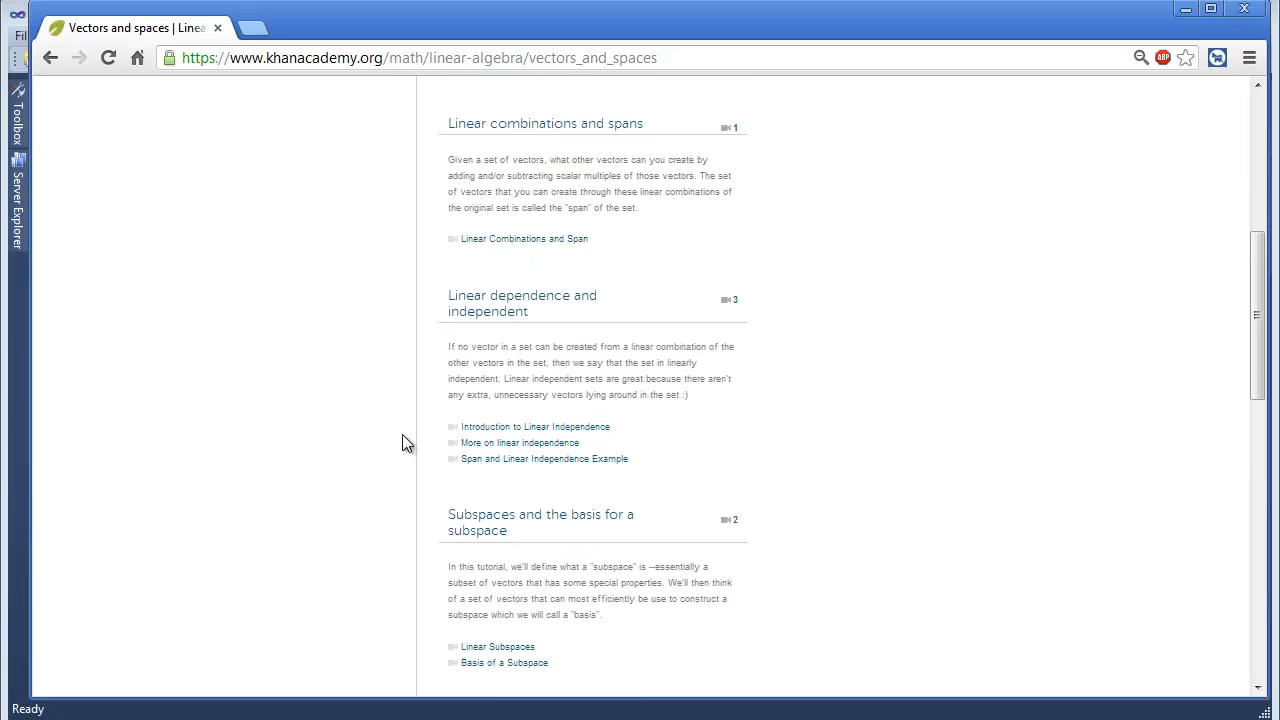 Vectors and spaces | Linea
Fil
https://www.khanacademy.org/math/linear-algebra/vectors_and_spaces
ABP
Toolbox
Server Explorer
Linear combinations and spans
1
Given a set of vectors, what other vectors can you create by
adding and/or subtracting scalar multiples of those vectors. The set
of vectors that you can create through these linear combinations of
the original set is called the "span" of the set.
Linear Combinations and Span
Linear dependence and
independent
3
If no vector in a set can be created from a linear combination of the
other vectors in the set, then we say that the set in linearly
independent. Linear independent sets are great because there aren't
any extra, unnecessary vectors lying around in the set :)
Introduction to Linear Independence
More on linear independence
Span and Linear Independence Example
Subspaces and the basis for a
subspace
2
In this tutorial, we'll define what a "subspace" is --essentially a
subset of vectors that has some special properties. We'll then think
of a set of vectors that can most efficiently be use to construct a
subspace which we will call a "basis".
Linear Subspaces
Basis of a Subspace
Ready